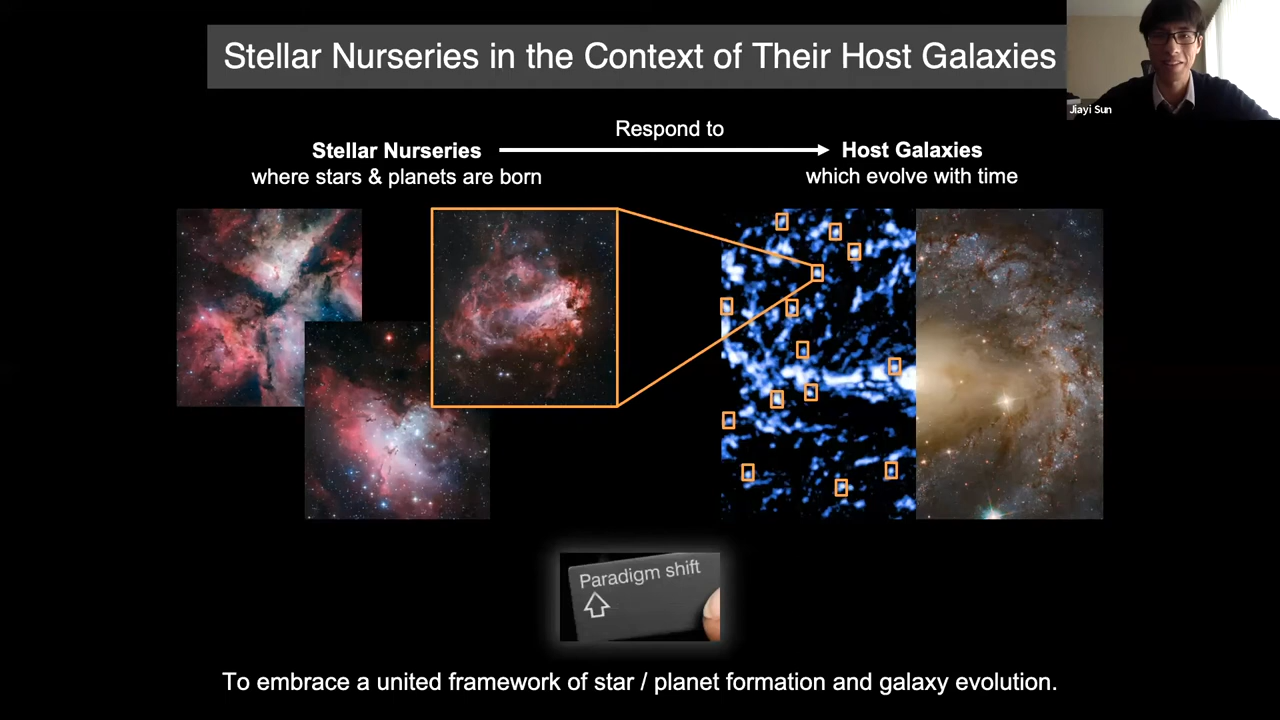 Stellar Nurseries in the Context of Their Host Galaxies
Jiayi Sun
Respond to
Stellar Nurseries
where stars & planets are born
Host Galaxies
which evolve with time
Paradigm shift
To embrace a united framework of star / planet formation and galaxy evolution.